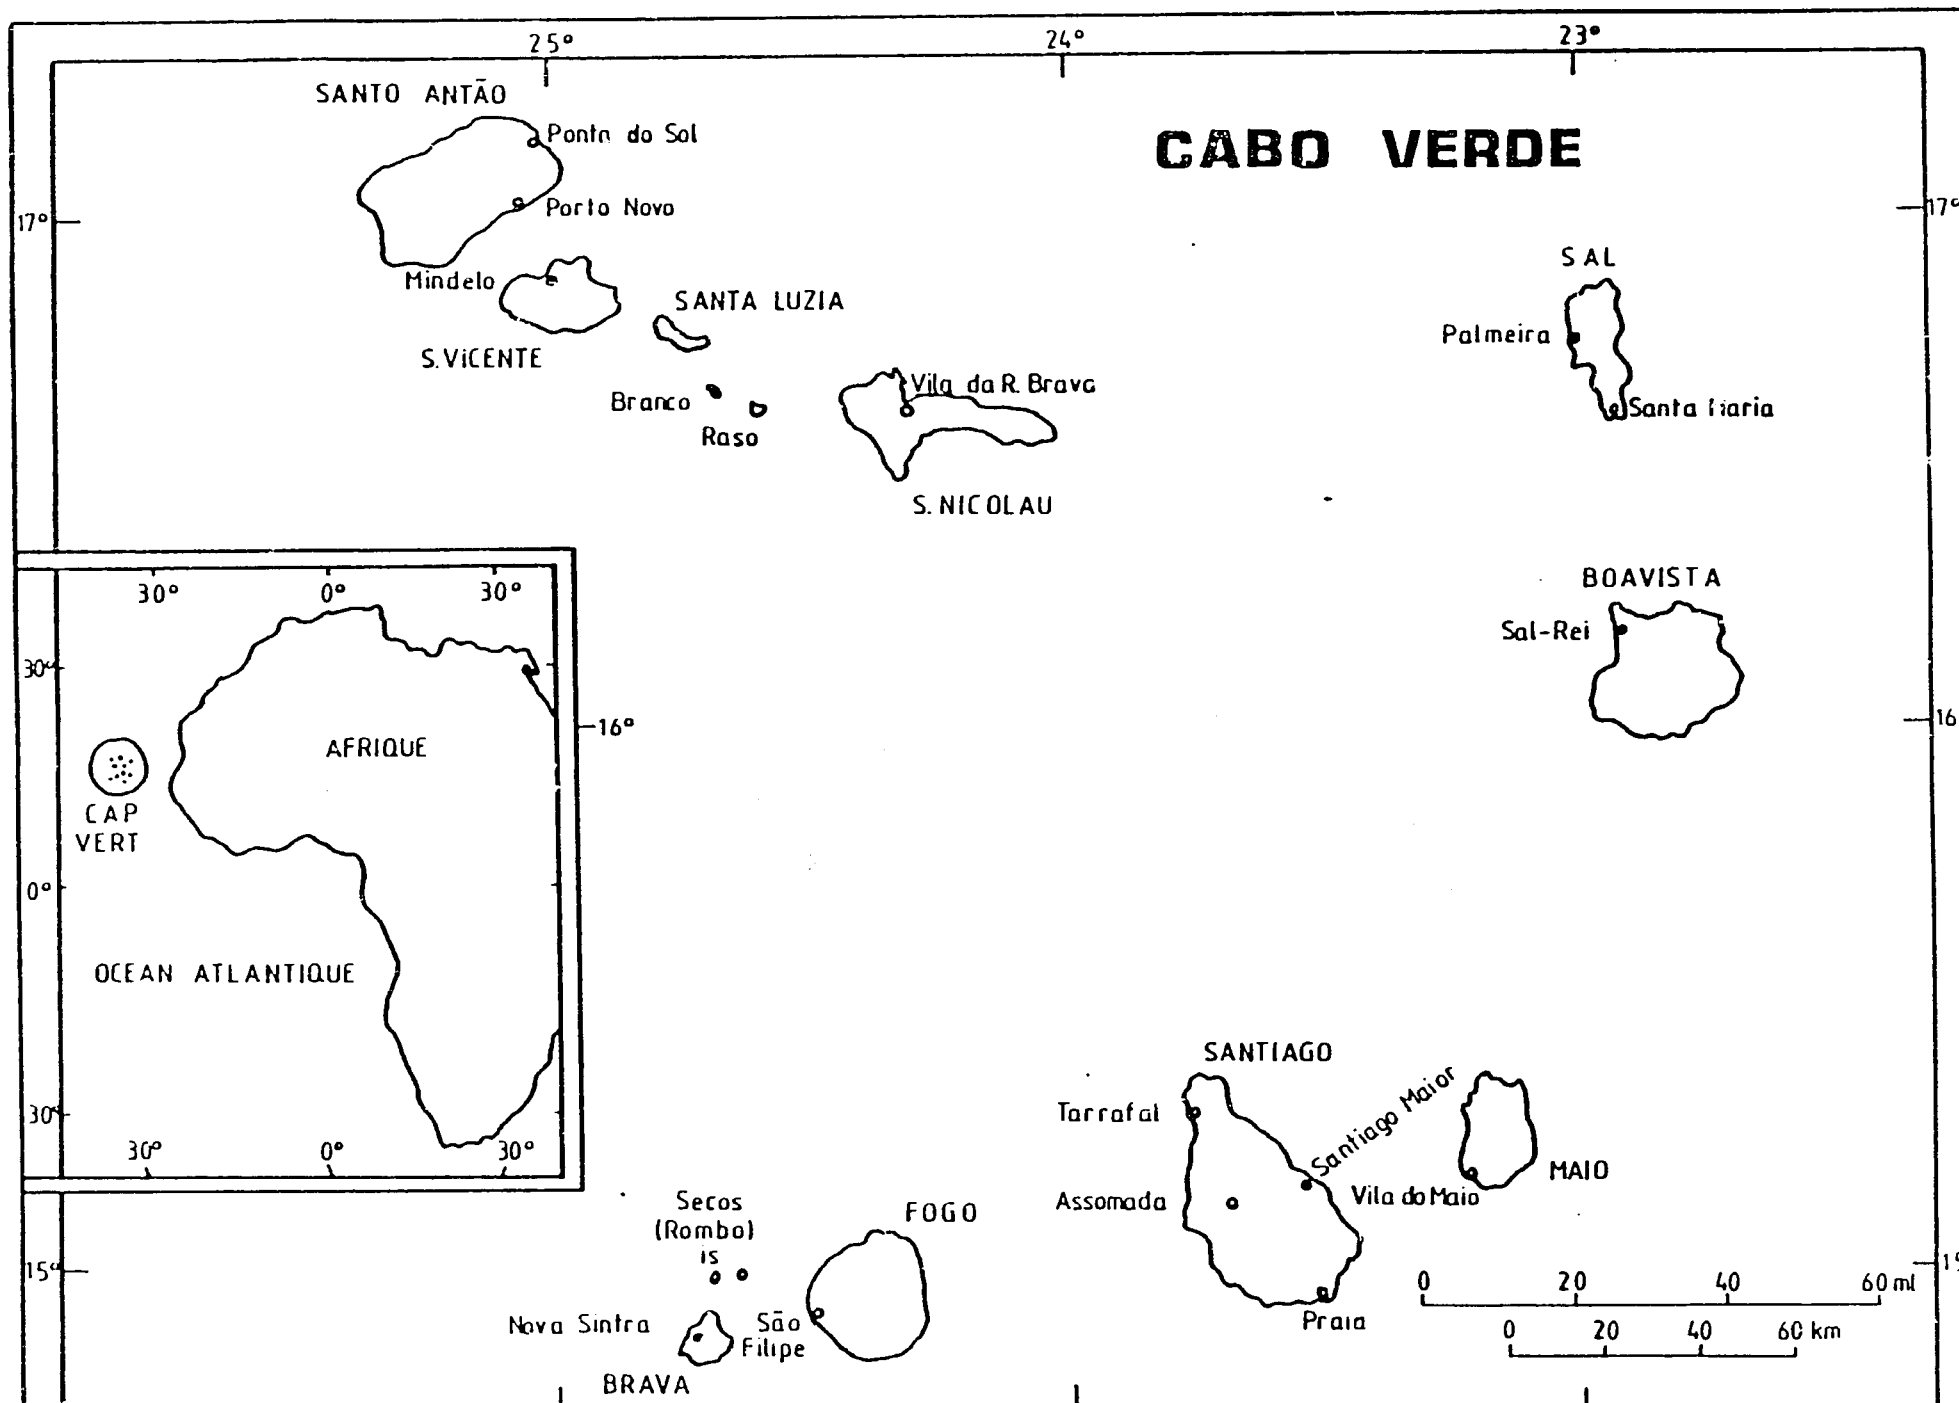 25° 24° 23°
SANTO ANTÃO
CABO VERDE
Ponta do Sol
Porto Novo
17° 17°
SAL
Mindelo
SANTA LUZIA
S. VICENTE
Palmeira
Vila da R. Brava
Branco
Santa Maria
Raso
S. NICOLAU
BOAVISTA
Sal-Rei
30° 0° 30°
30°
16° 16
AFRIQUE
CAP
VERT
0°
OCEAN ATLANTIQUE
30°
30° 0° 30°
SANTIAGO
Tarrafal
Santiago Maior
MAIO
Assomada
Vila do Maio
Secos
(Rombo)
is
FOGO
15° 15
Nova Sintra
São
Filipe
BRAVA
Praia
0 20 40 60 ml
0 20 40 60 km